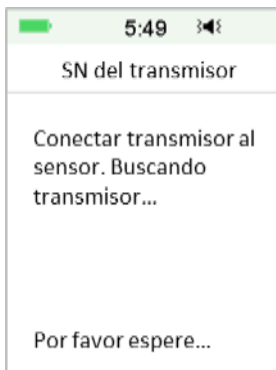 5:49
SN del transmisor
Conectar transmisor al
sensor. Buscando
transmisor...
Por favor espere...